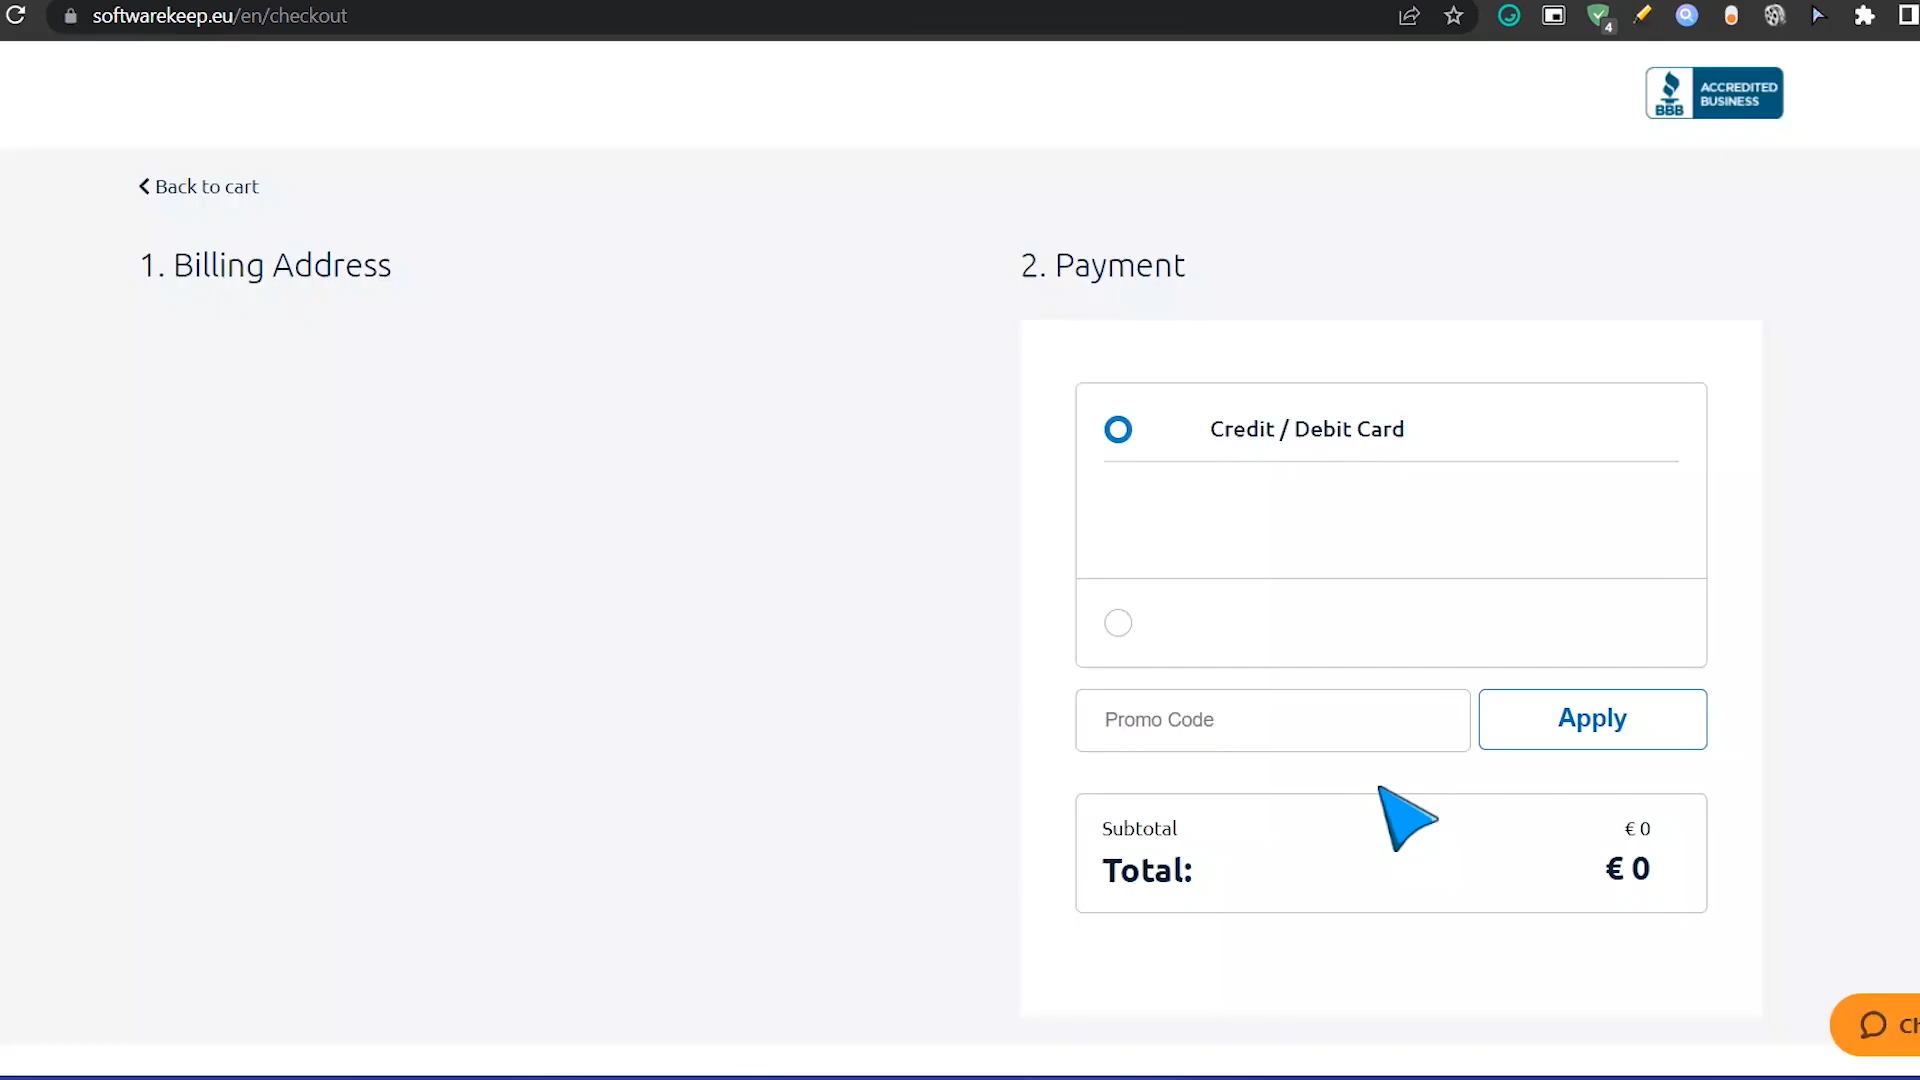 softwarekeep.eu/en/checkout
4
BBB
ACCREDITED
BUSINESS
Back to cart
1. Billing Address
2. Payment
Credit / Debit Card
Promo Code
Apply
Subtotal
€ 0
Total:
€ 0